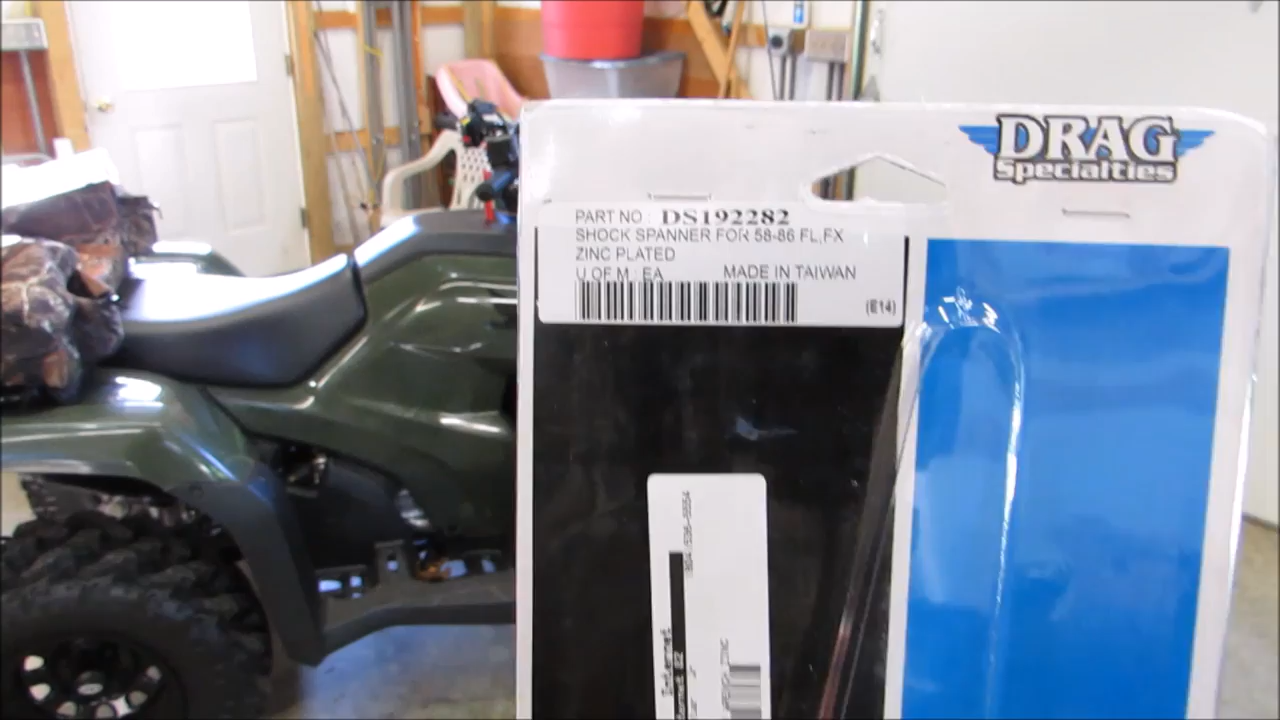 DRAG
Specialties
PART NO : DS192282
SHOCK SPANNER FOR 58-86 FL,FX
ZINC PLATED
U OF M : EA MADE IN TAIWAN
(E14)
Internet